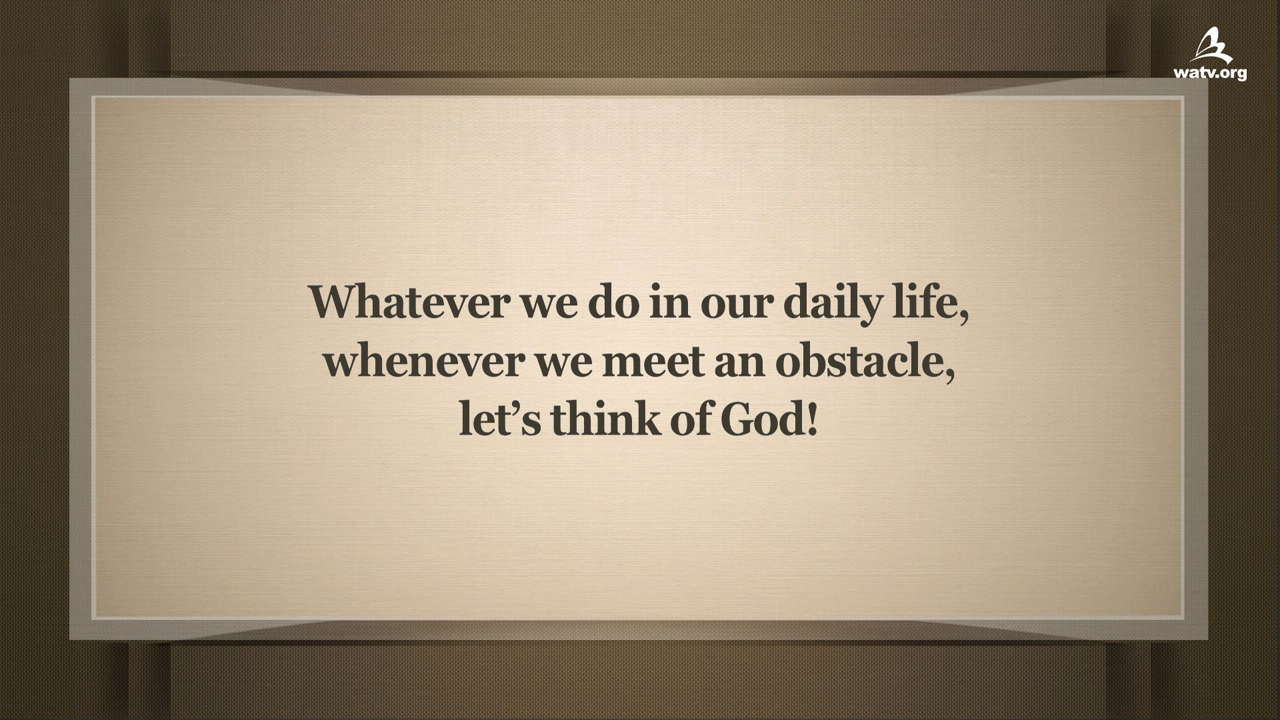 watv.org
Whatever we do in our daily life,
whenever we meet an obstacle,
let’s think of God!